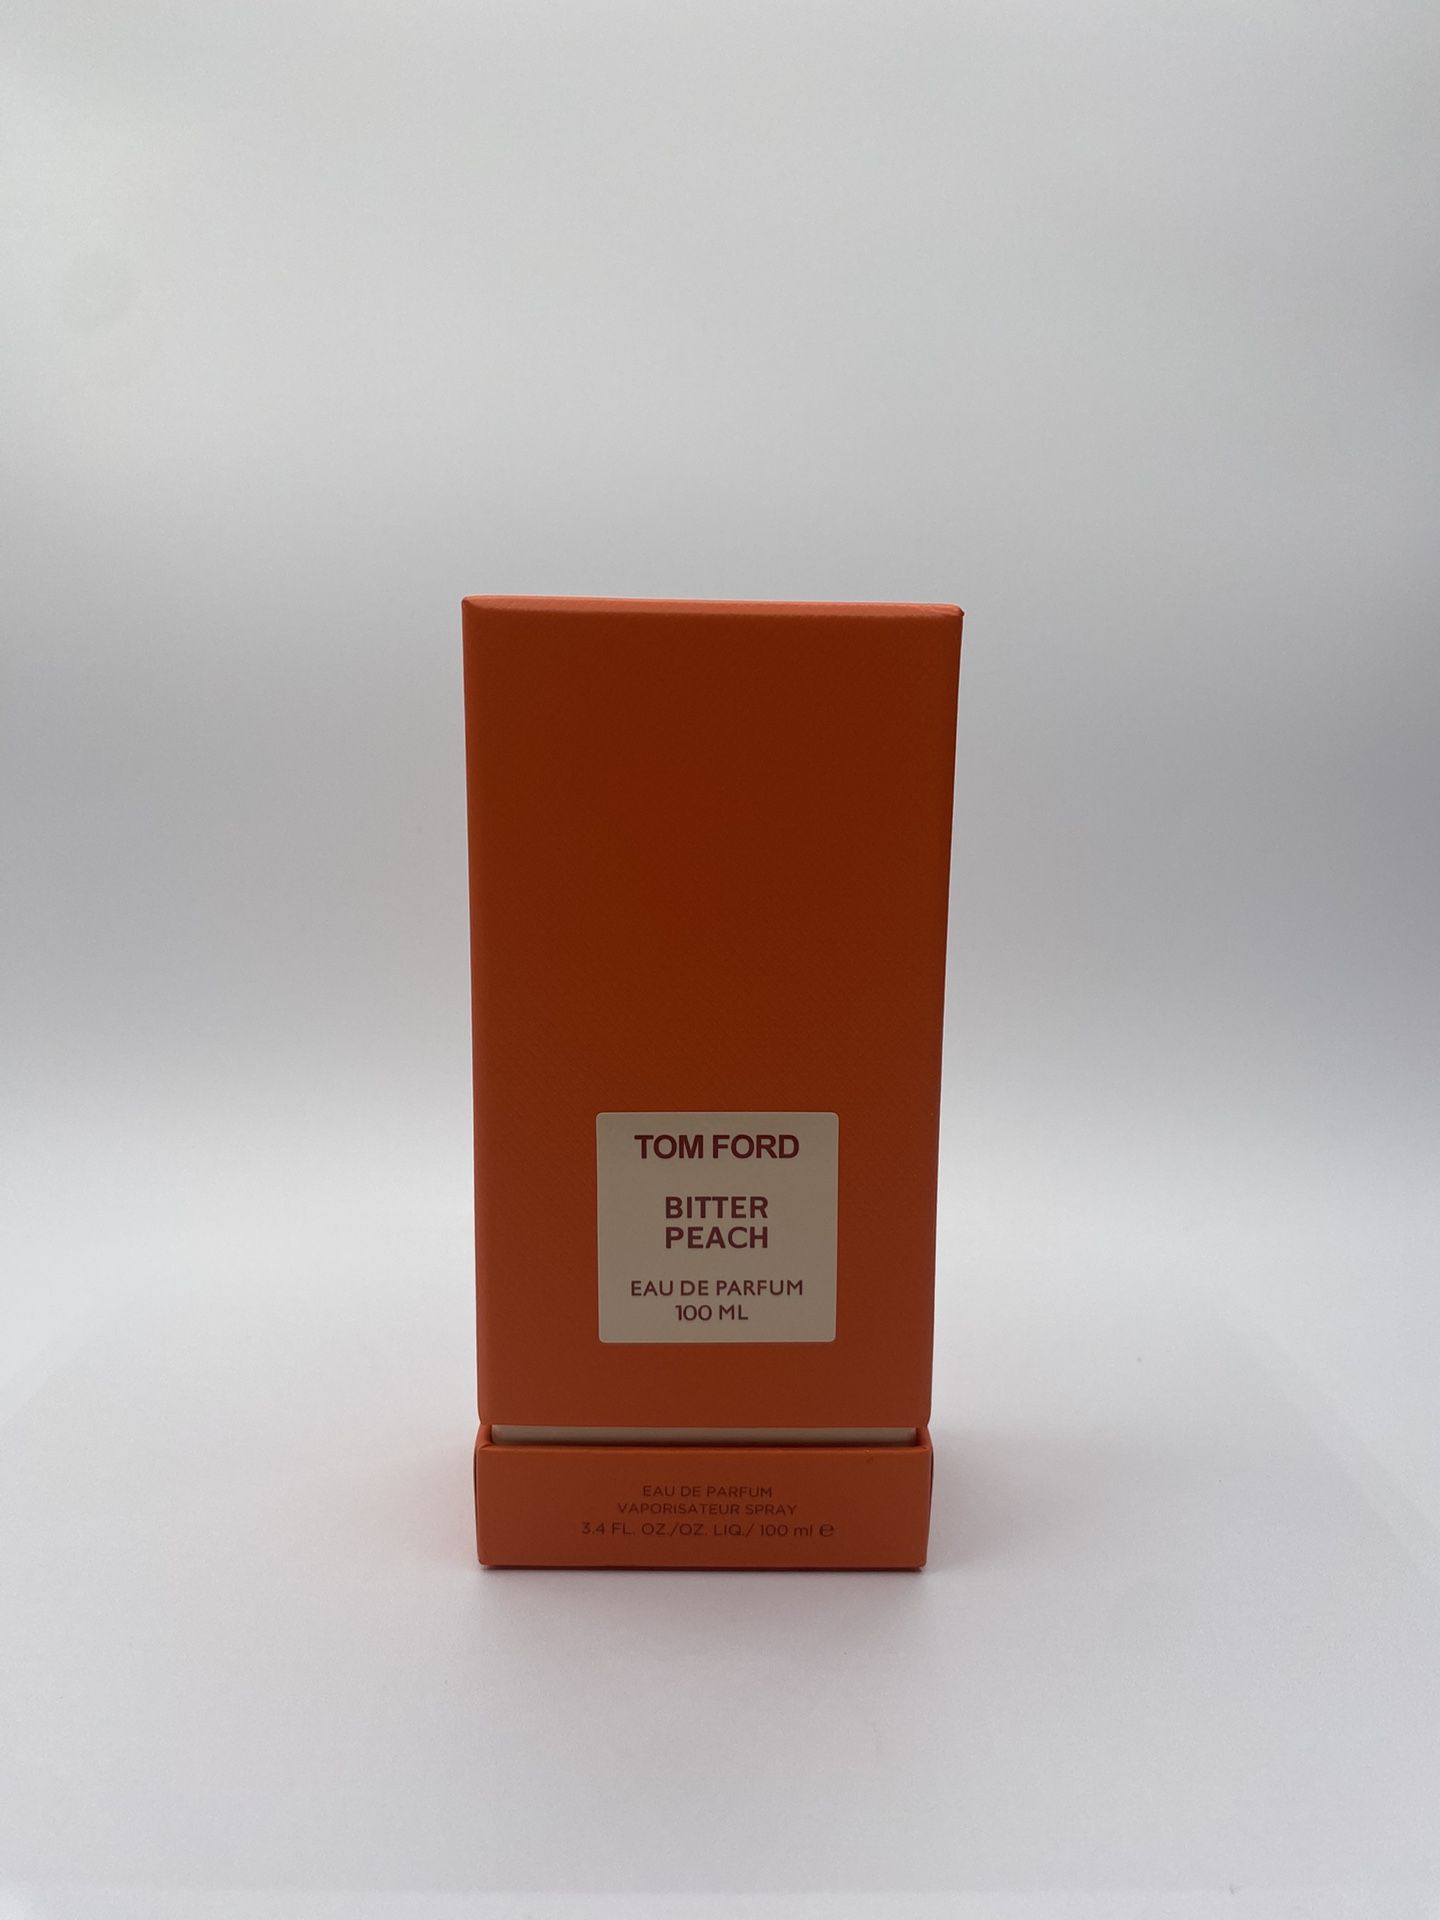 TOM FORD
BITTER
PEACH
EAU DE PARFUM
100 ML
EAU DE PARFUM
VAPORISATEUR SPRAY
3.4 FL. OZ./OZ. LIQ./ 100 ml ℮